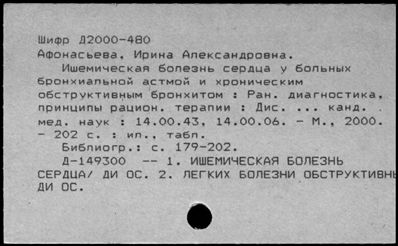 Шифр Д2000-480
Афонасьева, Ирина Александровна.
Ишемическая болезнь сердца у больных
бронхиальной астмой и хроническим
обструктивным бронхитом : Ран. диагностика,
принципы рацион. терапии : Дис. ... канд.
мед. наук : 14.00.43, 14.00.06. - М., 2000.
- 202 с. : ил., табл.
Библиогр.: с. 179-202.
Д-149300 -- 1. ИШЕМИЧЕСКАЯ БОЛЕЗНЬ
СЕРДЦА/ ДИ ОС. 2. ЛЕГКИХ БОЛЕЗНИ ОБСТРУКТИВН
ДИ ОС.